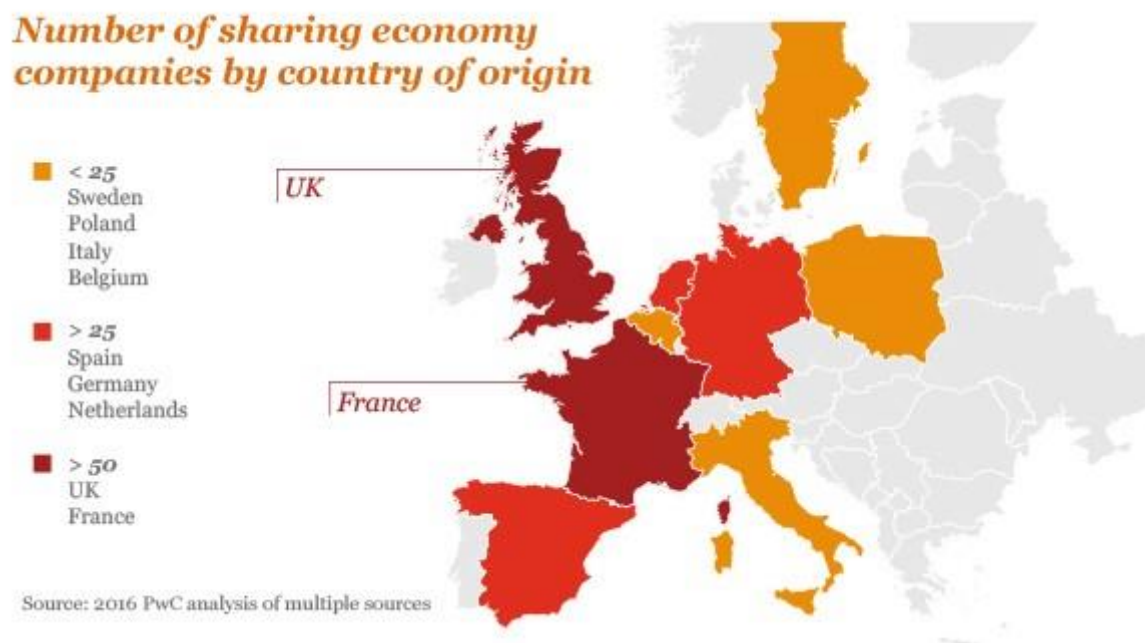 Number of sharing economy
companies by country of origin
< 25
Sweden
Poland
Italy
Belgium
> 25
Spain
Germany
Netherlands
> 50
UK
France
UK
France
Source: 2016 PwC analysis of multiple sources